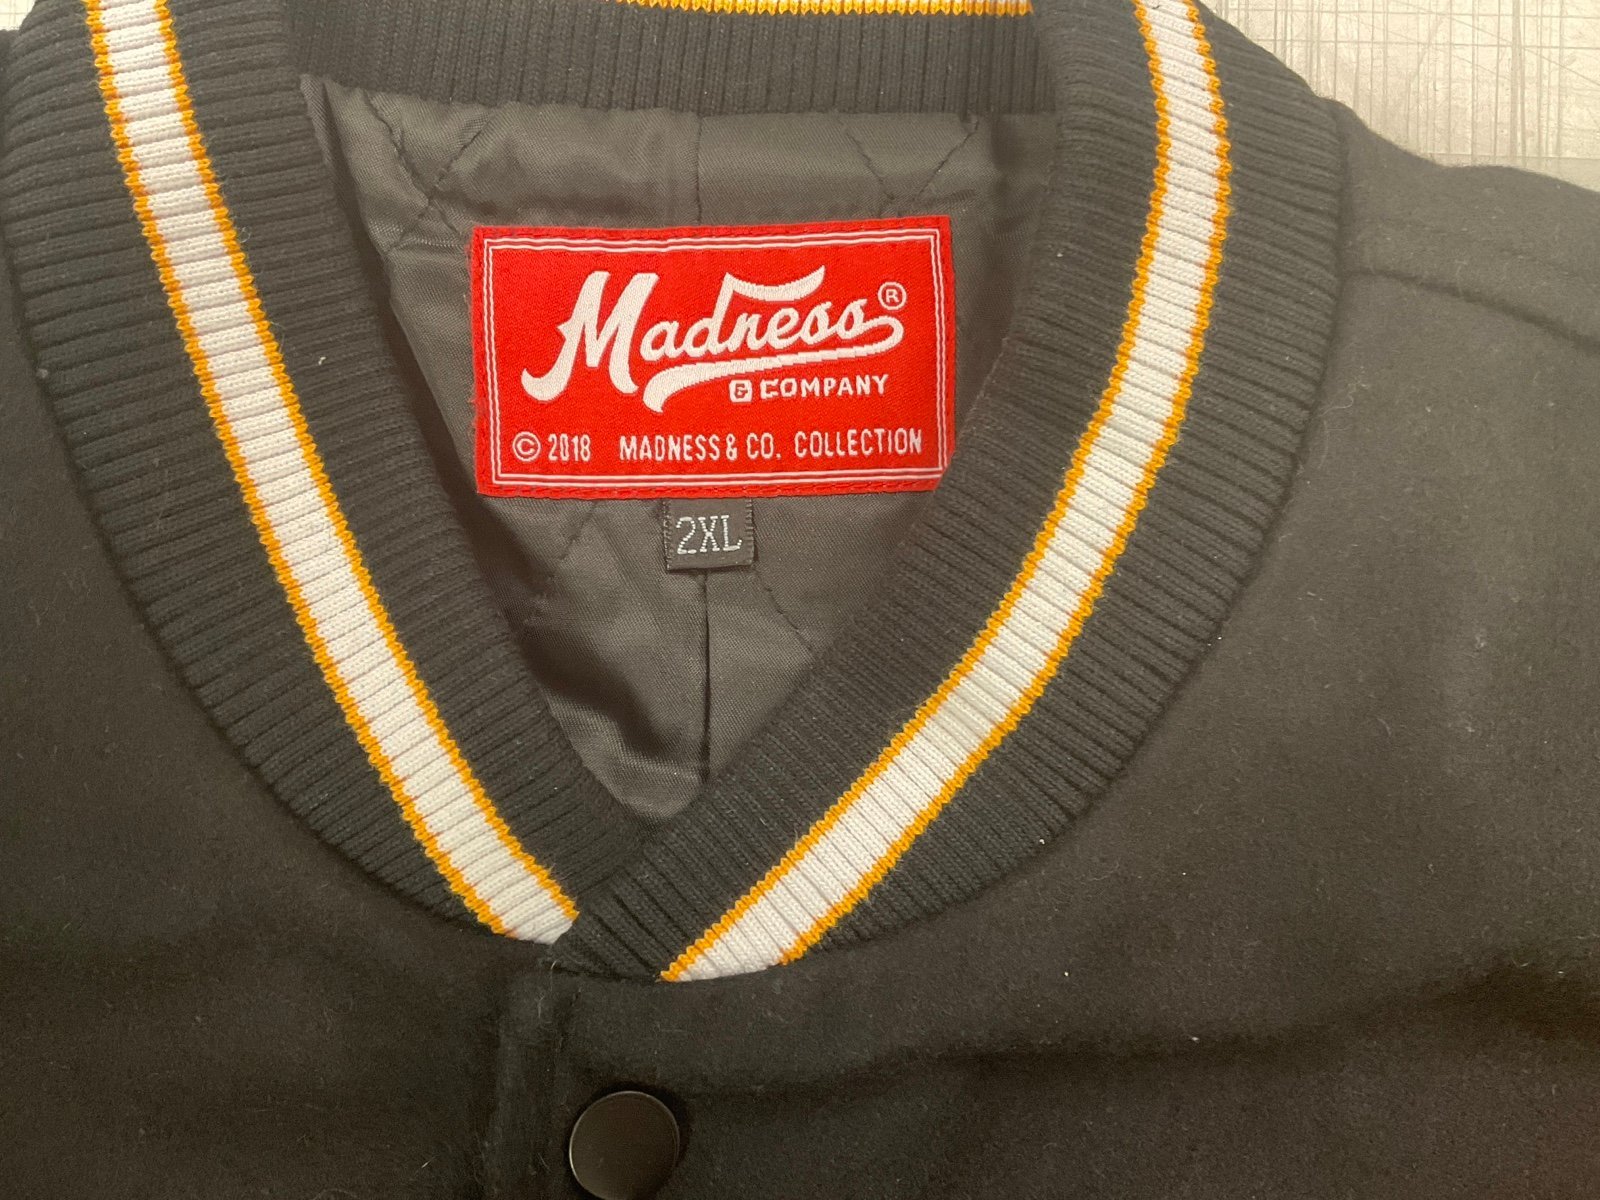 Madness®
& COMPANY
© 2018 MADNESS & CO. COLLECTION
2XL